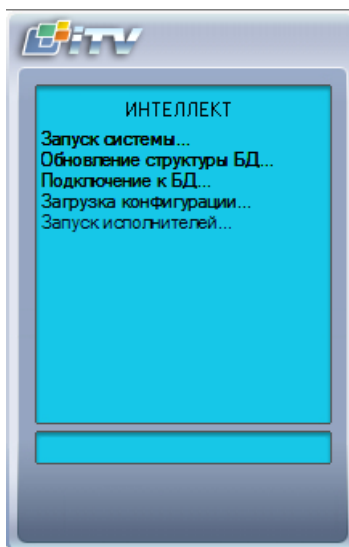 iTV
ИНТЕЛЛЕКТ
Запуск системы...
Обновление структуры БД...
Подключение к БД...
Загрузка конфигурации...
Запуск исполнителей...